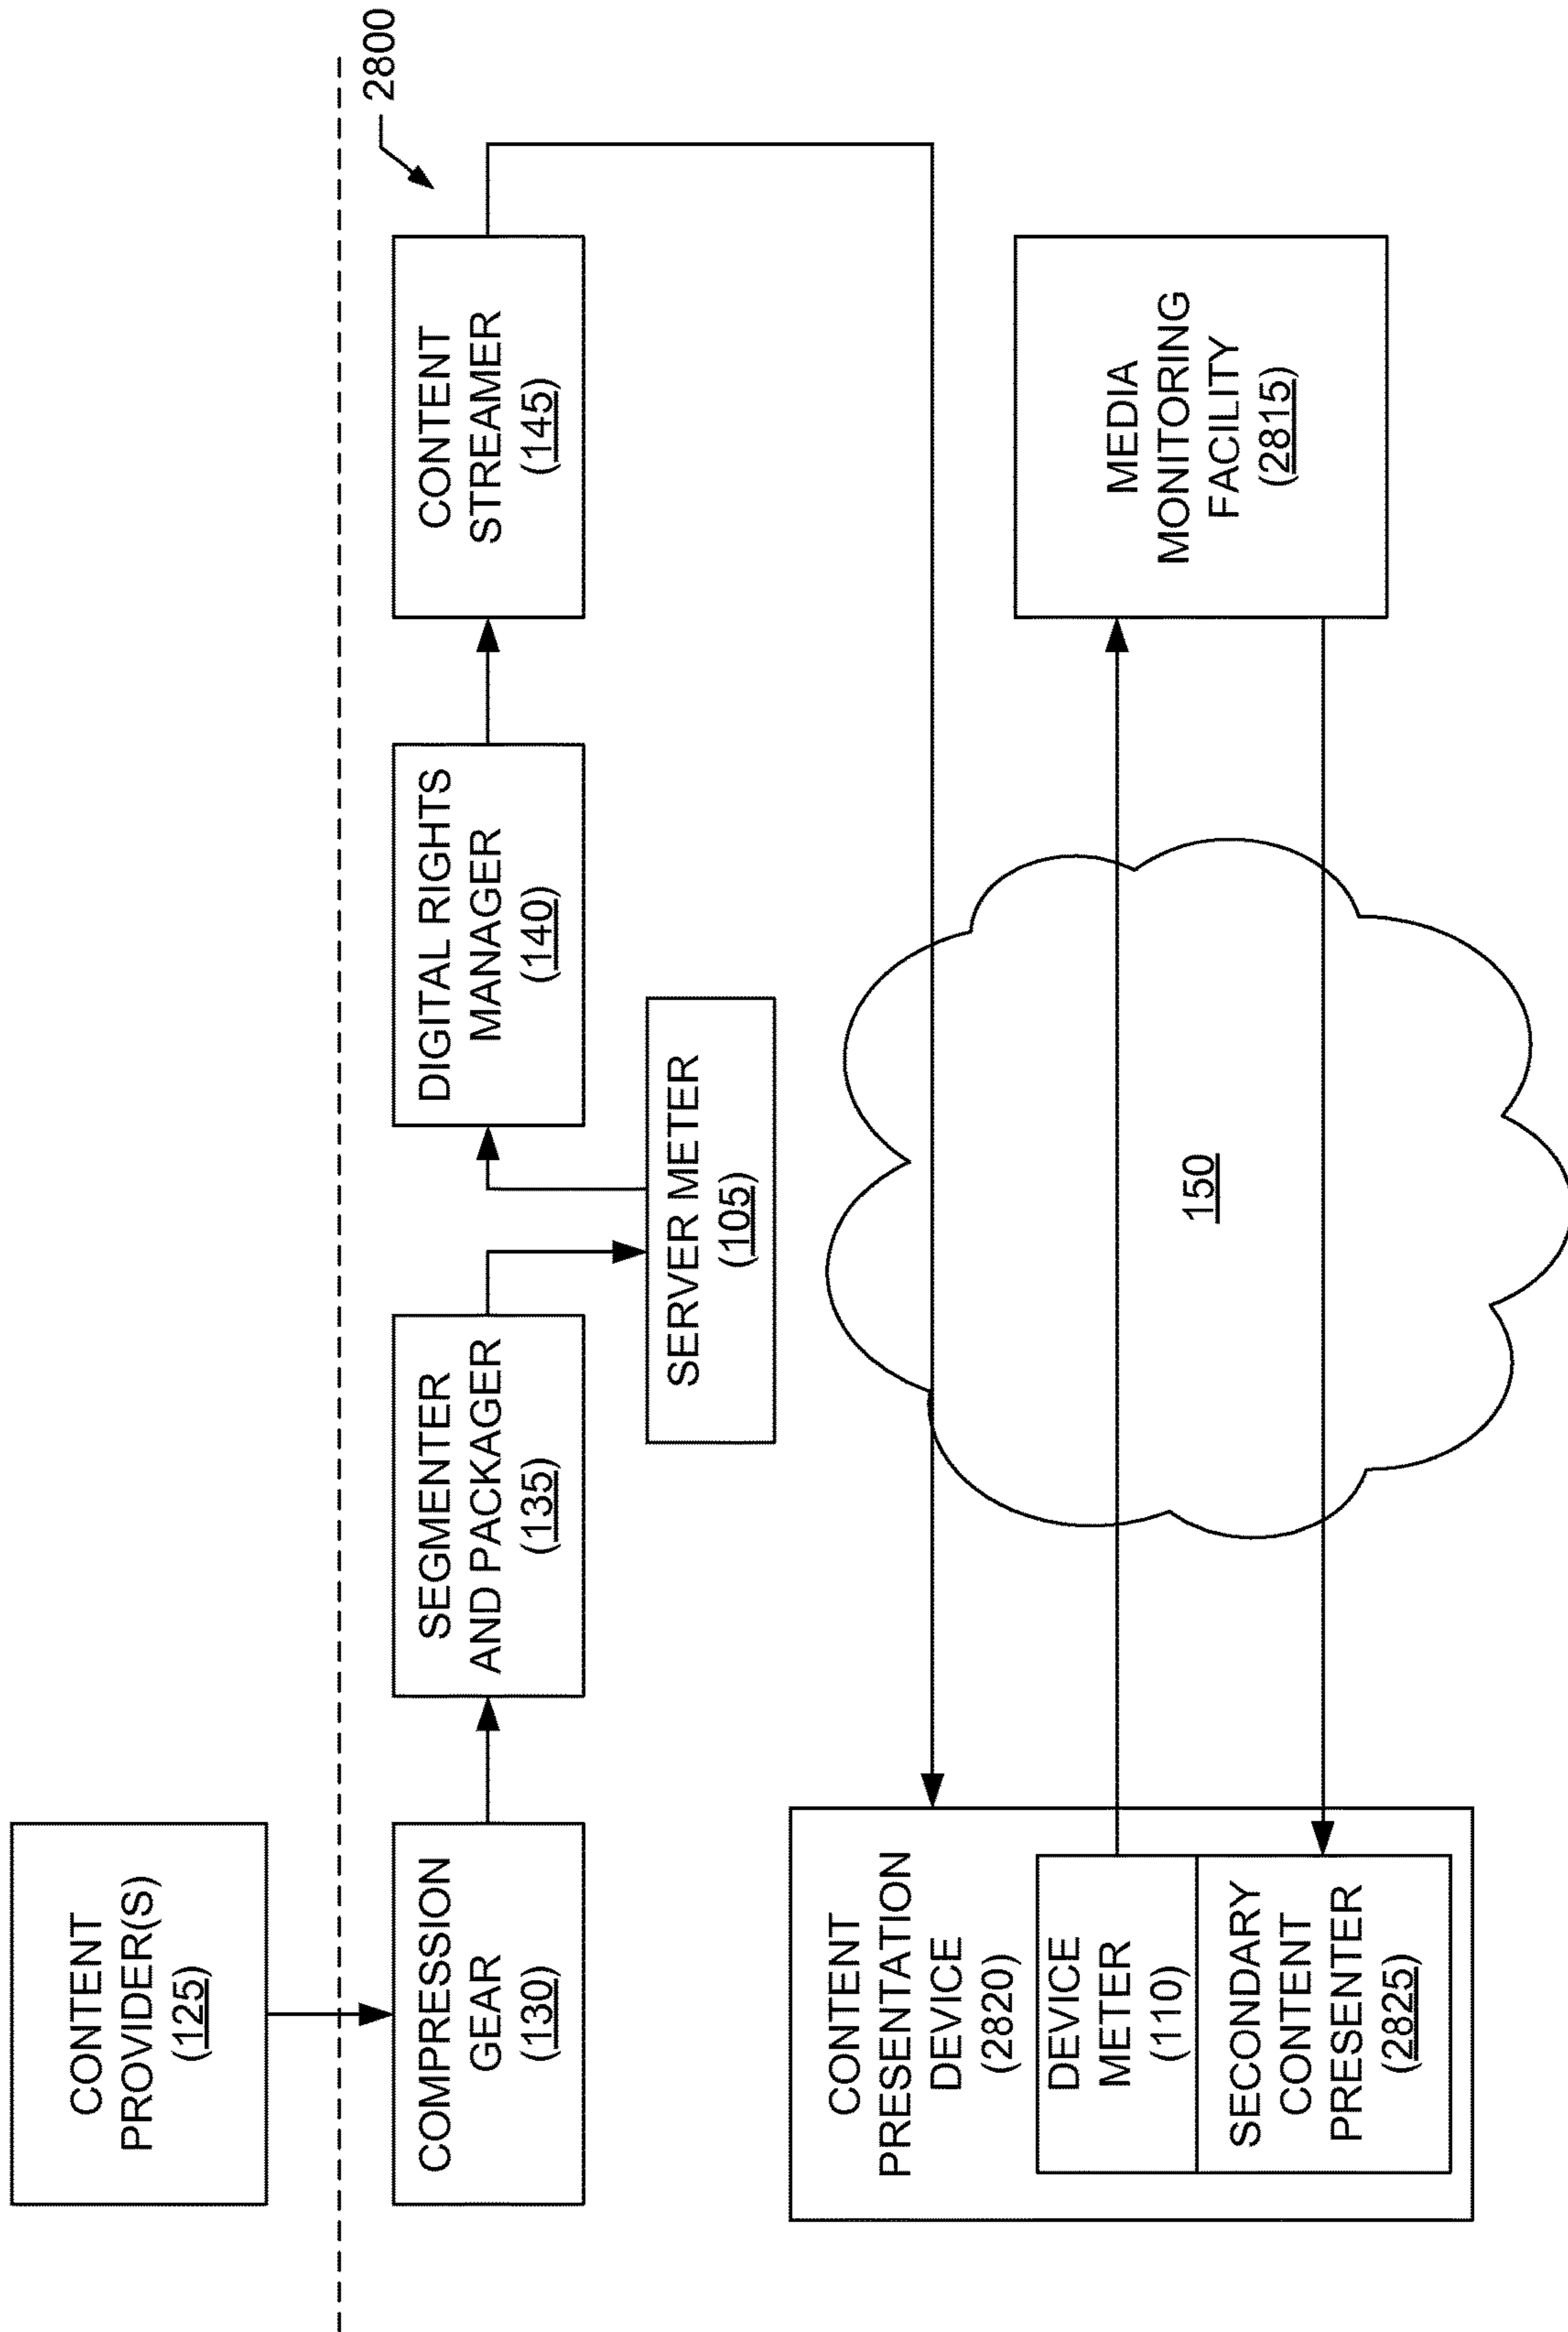 CONTENT
PROVIDER(S)
(125)
2800
COMPRESSION
GEAR
(130)
SEGMENTER
AND PACKAGER
(135)
SERVER METER
(105)
DIGITAL RIGHTS
MANAGER
(140)
CONTENT
STREAMER
(145)
CONTENT
PRESENTATION
DEVICE
(2820)
DEVICE
METER
(110)
SECONDARY
CONTENT
PRESENTER
(2825)
150
MEDIA
MONITORING
FACILITY
(2815)